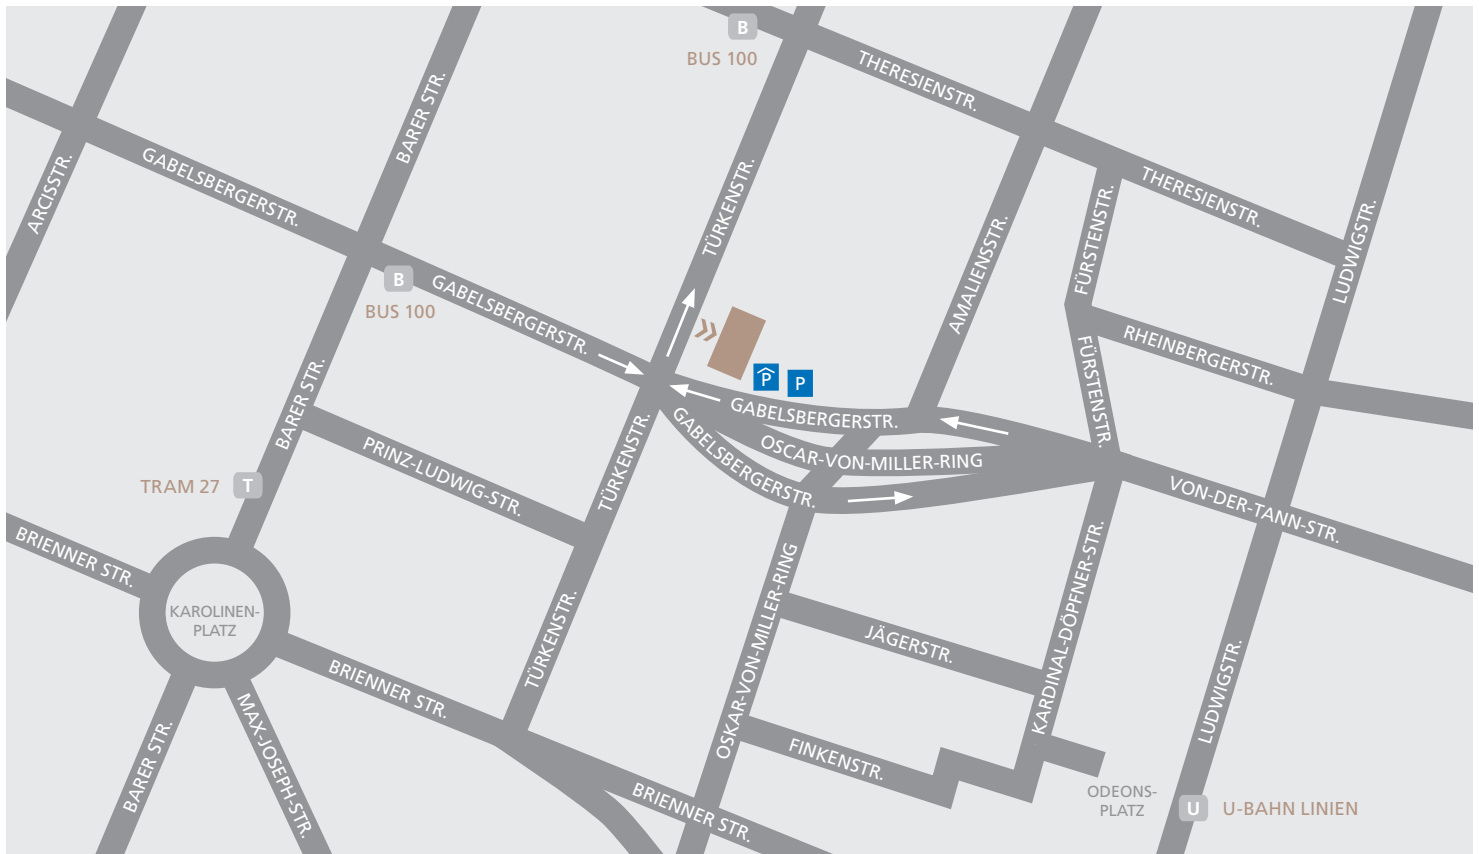 B
BUS 100
THERESIENSTR.
BARER STR.
GABELSBERGERSTR.
ARCISSTR.
TÜRKENSTR.
THERESIENSTR.
FÜRSTENSTR.
LUDWIGSTR.
AMALIENSSTR.
B
BUS 100
GABELSBERGERSTR.
RHEINBERGERSTR.
FÜRSTENSTR.
P
P
BARER STR.
GABELSBERGERSTR.
OSCAR-VON-MILLER-RING
GABELSBERGERSTR.
PRINZ-LUDWIG-STR.
TÜRKENSTR.
TRAM 27
T
VON-DER-TANN-STR.
BRIENNER STR.
KAROLINEN-
PLATZ
TÜRKENSTR.
OSKAR-VON-MILLER-RING
JÄGERSTR.
KARDINAL-DÖPFNER-STR.
LUDWIGSTR.
BRIENNER STR.
BARER STR.
MAX-JOSEPH-STR.
FINKENSTR.
BRIENNER STR.
ODEONS-
PLATZ
U
U-BAHN LINIEN